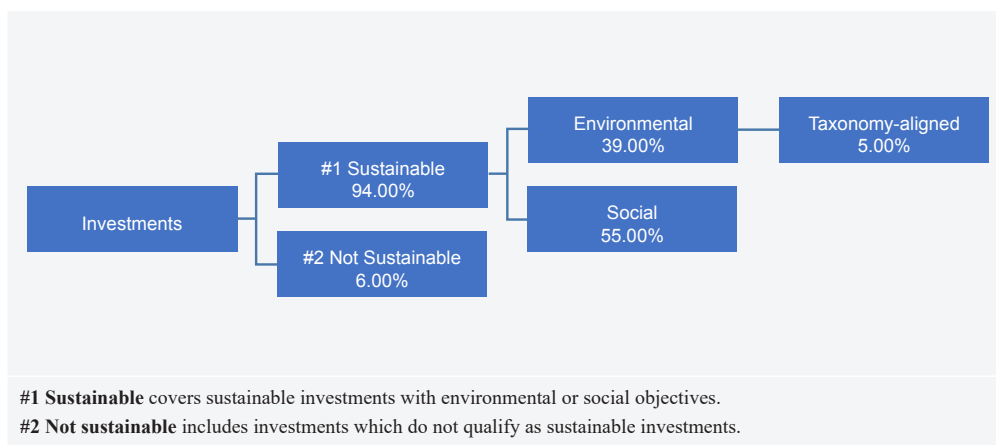 Investments
#1 Sustainable
94.00%
#2 Not Sustainable
6.00%
Environmental
39.00%
Social
55.00%
Taxonomy-aligned
5.00%
#1 Sustainable covers sustainable investments with environmental or social objectives.
#2 Not sustainable includes investments which do not qualify as sustainable investments.